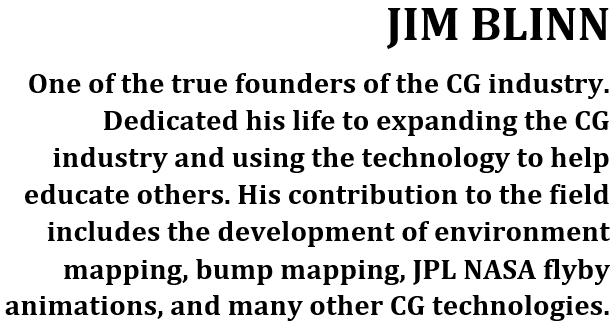 JIM BLINN
One of the true founders of the CG industry.
Dedicated his life to expanding the CG
industry and using the technology to help
educate others. His contribution to the field
includes the development of environment
mapping, bump mapping, JPL NASA flyby
animations, and many other CG technologies.